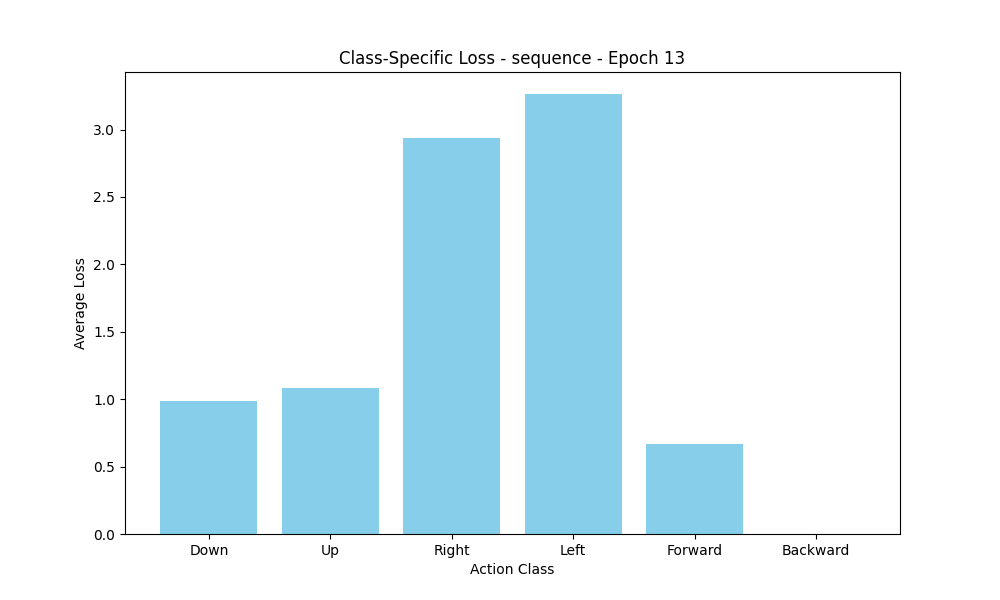 Class-Specific Loss - sequence - Epoch 13
Average Loss
3.0
2.5
2.0
1.5
1.0
0.5
0.0
Down Up Right Left Forward Backward
Action Class